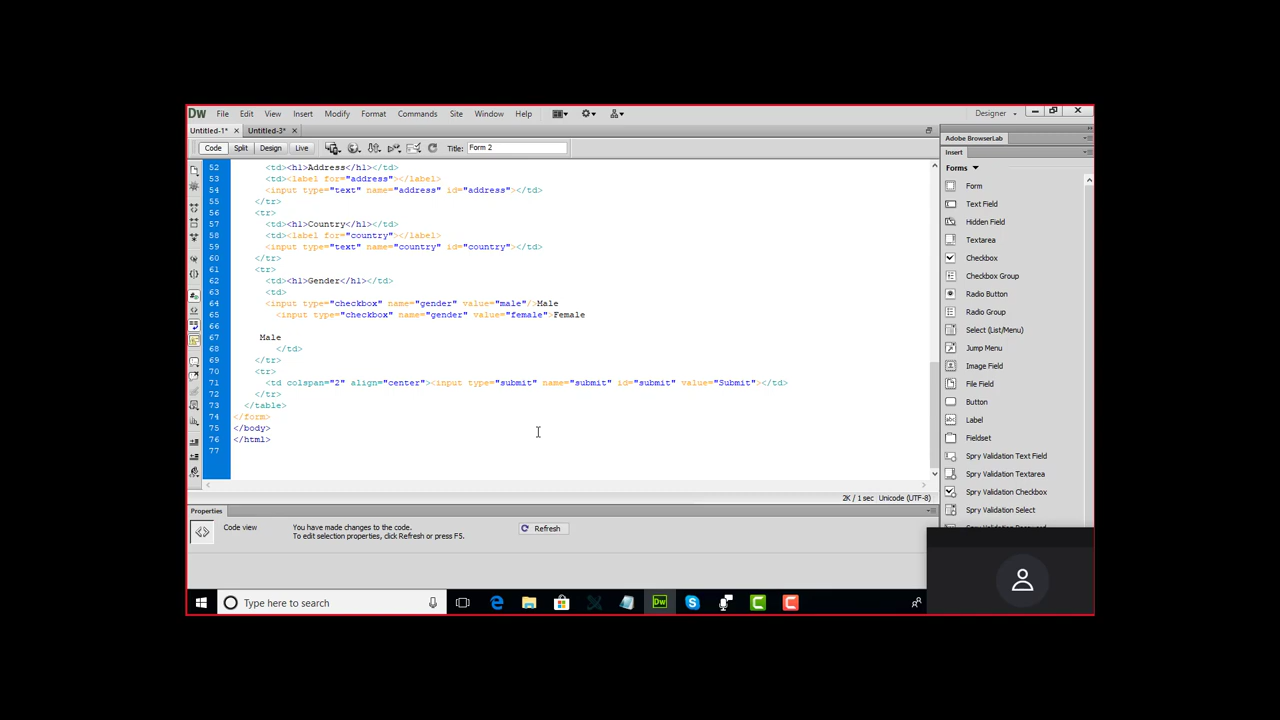 Dw File Edit View Insert Modify Format Commands Site Window Help Designer
Untitled-1* Untitled-3*
Code Split Design Live Title: Form 2
52 <td><h1>Address</h1></td>
53 <td><label for="address"></label>
54 <input type="text" name="address" id="address"></td>
55 </tr>
56 <tr>
57 <td><h1>Country</h1></td>
58 <td><label for="country"></label>
59 <input type="text" name="country" id="country"></td>
60 </tr>
61 <tr>
62 <td><h1>Gender</h1></td>
63 <td>
64 <input type="checkbox" name="gender" value="male"/>Male
65 <input type="checkbox" name="gender" value="female">Female
66
67 Male
68 </td>
69 </tr>
70 <tr>
71 <td colspan="2" align="center"><input type="submit" name="submit" id="submit" value="Submit"></td>
72 </tr>
73 </table>
74 </form>
75 </body>
76 </html>
77
2K / 1 sec Unicode (UTF-8)
Adobe BrowserLab
Insert
Forms
Form
Text Field
Hidden Field
Textarea
Checkbox
Checkbox Group
Radio Button
Radio Group
Select (List/Menu)
Jump Menu
Image Field
File Field
Button
Label
Fieldset
Spry Validation Text Field
Spry Validation Textarea
Spry Validation Checkbox
Spry Validation Select
Properties
Code view
You have made changes to the code.
To edit selection properties, click Refresh or press F5.
Refresh
Type here to search
Dw